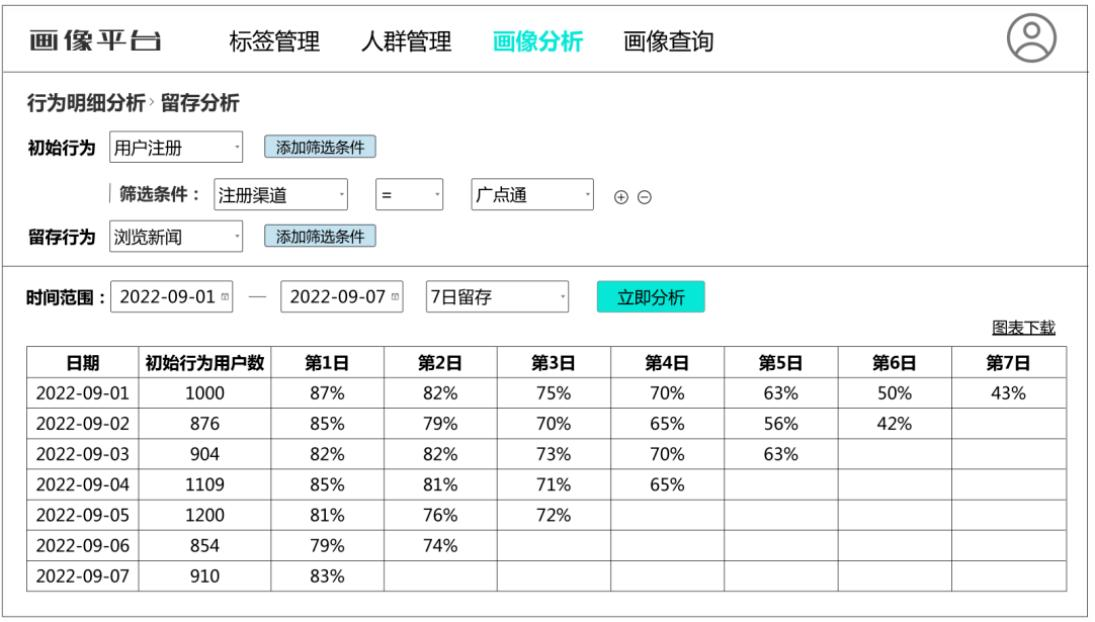 画像平台 标签管理 人群管理 画像分析 画像查询
行为明细分析 > 留存分析
初始行为 用户注册 添加筛选条件
筛选条件： 注册渠道 = 广点通
留存行为 浏览新闻 添加筛选条件
时间范围： 2022-09-01 — 2022-09-07 7日留存 立即分析
图表下载
日期 初始行为用户数 第1日 第2日 第3日 第4日 第5日 第6日 第7日
2022-09-01 1000 87% 82% 75% 70% 63% 50% 43%
2022-09-02 876 85% 79% 70% 65% 56% 42%
2022-09-03 904 82% 82% 73% 70% 63%
2022-09-04 1109 85% 81% 71% 65%
2022-09-05 1200 81% 76% 72%
2022-09-06 854 79% 74%
2022-09-07 910 83%